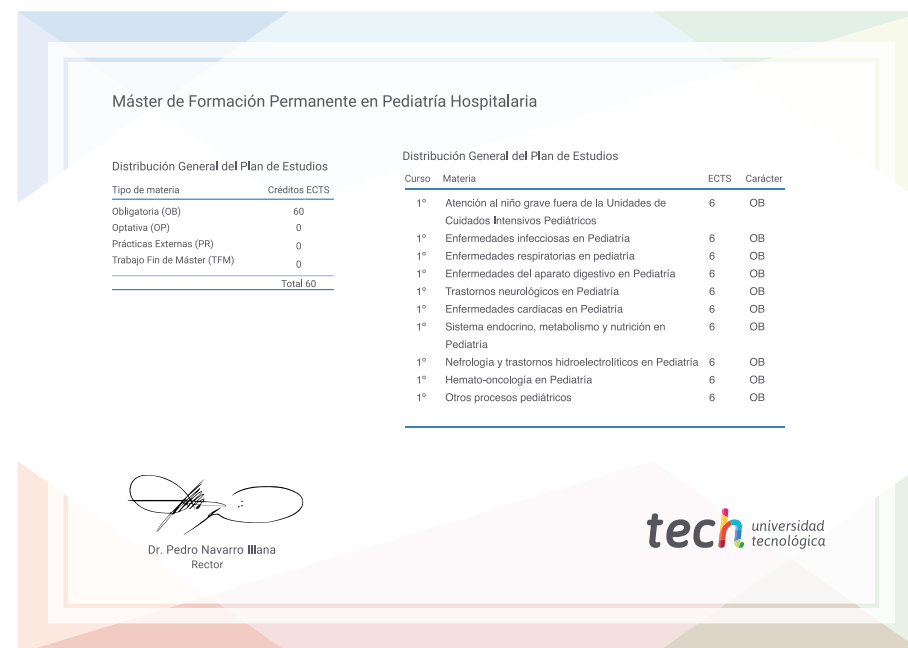 Máster de Formación Permanente en Pediatría Hospitalaria
Distribución General del Plan de Estudios
Tipo de materia Créditos ECTS
Obligatoria (OB) 60
Optativa (OP) 0
Prácticas Externas (PR) 0
Trabajo Fin de Máster (TFM) 0
Total 60
Distribución General del Plan de Estudios
Curso Materia ECTS Carácter
1º Atención al niño grave fuera de la Unidades de 6 OB
Cuidados Intensivos Pediátricos
1º Enfermedades infecciosas en Pediatría 6 OB
1º Enfermedades respiratorias en pediatría 6 OB
1º Enfermedades del aparato digestivo en Pediatría 6 OB
1º Trastornos neurológicos en Pediatría 6 OB
1º Enfermedades cardiacas en Pediatría 6 OB
1º Sistema endocrino, metabolismo y nutrición en 6 OB
Pediatría
1º Nefrología y trastornos hidroelectrolíticos en Pediatría 6 OB
1º Hemato-oncología en Pediatría 6 OB
1º Otros procesos pediátricos 6 OB
Dr. Pedro Navarro Illana
Rector
tech universidad
tecnológica